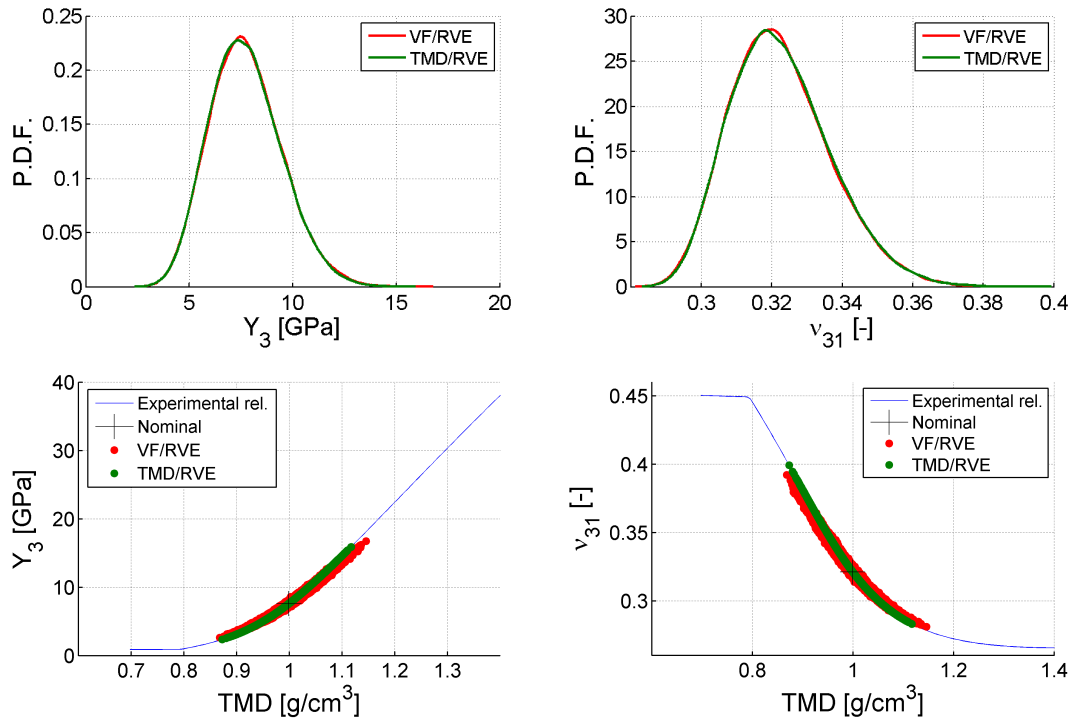 VF/RVE
TMD/RVE
P.D.F.
0.25
0.2
0.15
0.1
0.05
0
0 5 10 15 20
Y3 [GPa]
VF/RVE
TMD/RVE
P.D.F.
30
25
20
15
10
5
0
0.3 0.32 0.34 0.36 0.38 0.4
ν31 [-]
Experimental rel.
Nominal
VF/RVE
TMD/RVE
Y3 [GPa]
40
30
20
10
0
0.7 0.8 0.9 1 1.1 1.2 1.3
TMD [g/cm3]
Experimental rel.
Nominal
VF/RVE
TMD/RVE
ν31 [-]
0.45
0.4
0.35
0.3
0.8 1 1.2 1.4
TMD [g/cm3]